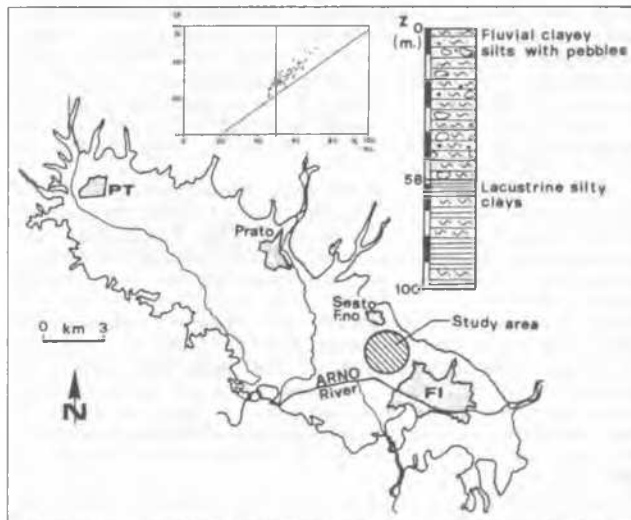 Z
(m.)
0
Fluvial clayey
silts with pebbles
58
Lacustrine silty
clays
100
PT
Prato
Sesto
F.no
Study area
0 km 3
ARNO
River
FI
N